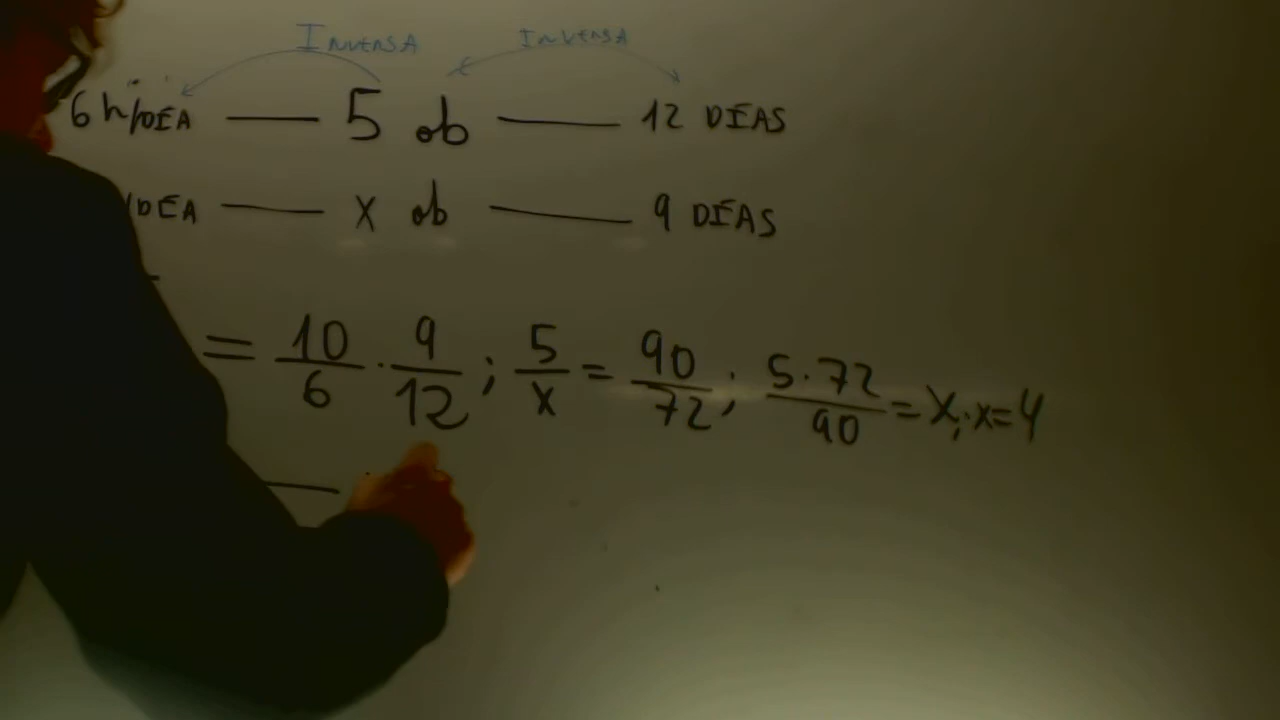 INVERSA INVERSA
6 h/DÍA — 5 ob — 12 DÍAS
/DÍA — x ob — 9 DÍAS
= 10/6 · 9/12 ; 5/x = 90/72 ; 5·72/90 = x; x=4